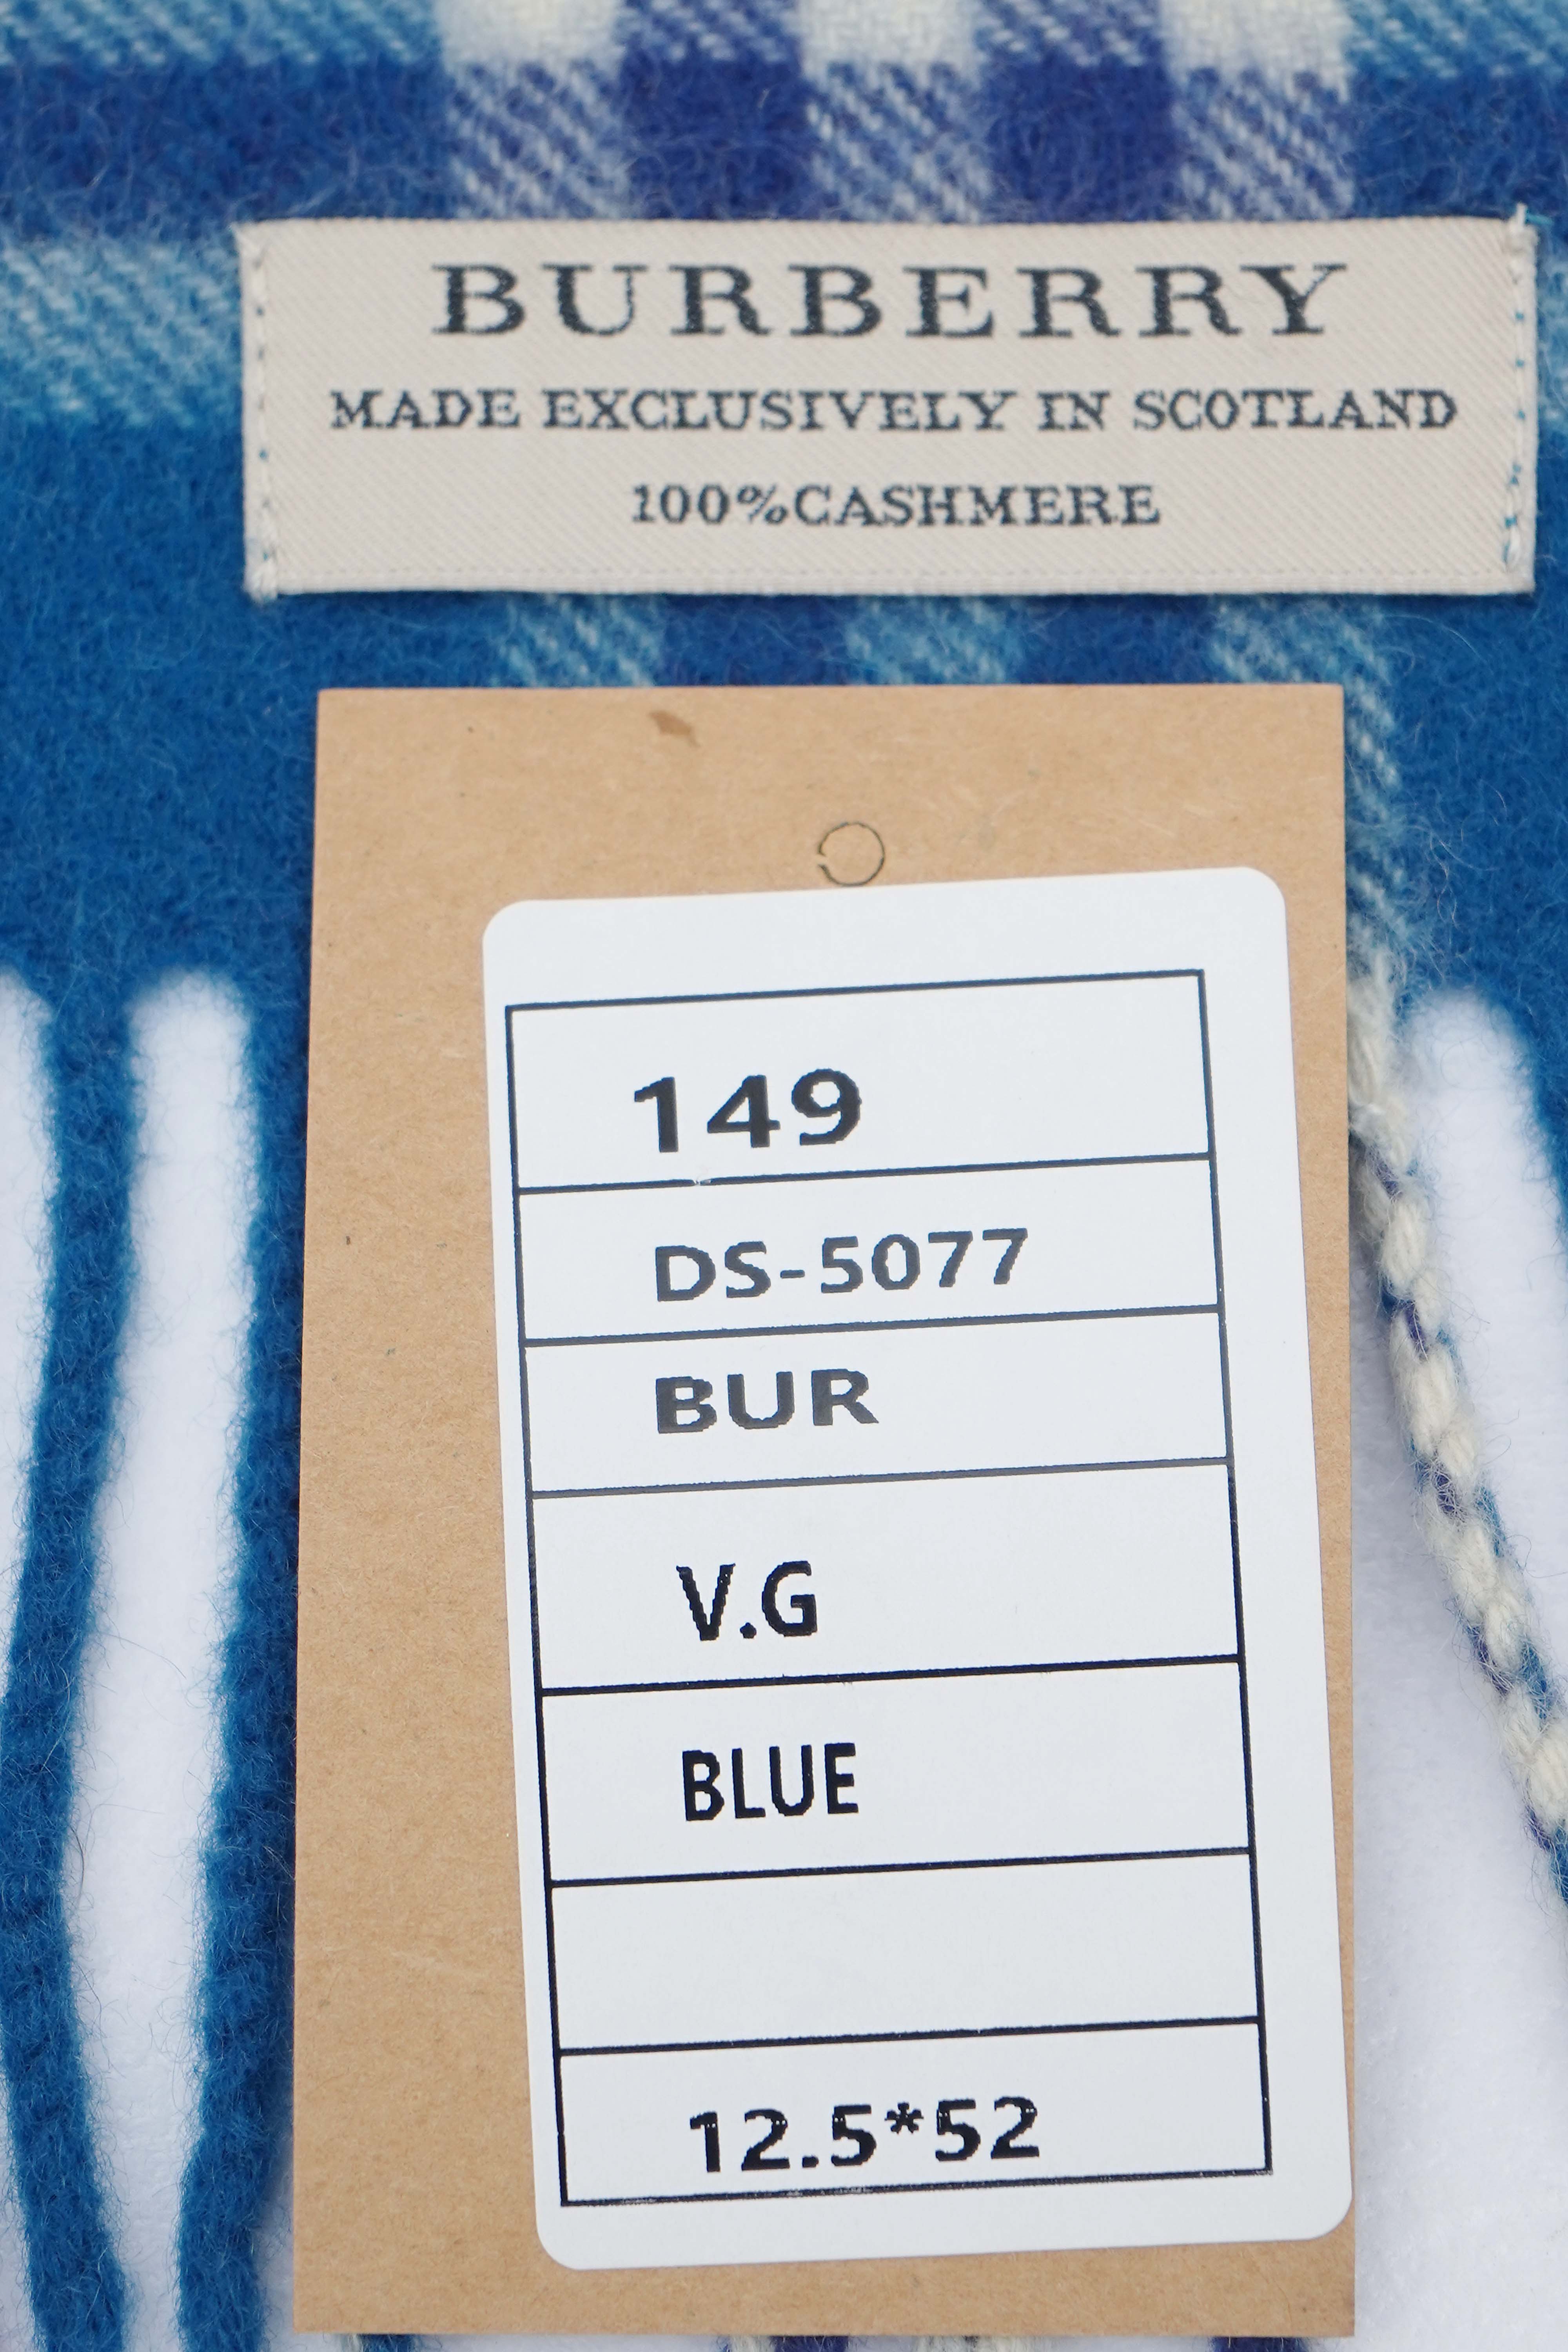 BURBERRY
MADE EXCLUSIVELY IN SCOTLAND
100%CASHMERE
149
DS-5077
BUR
V.G
BLUE
12.5*52